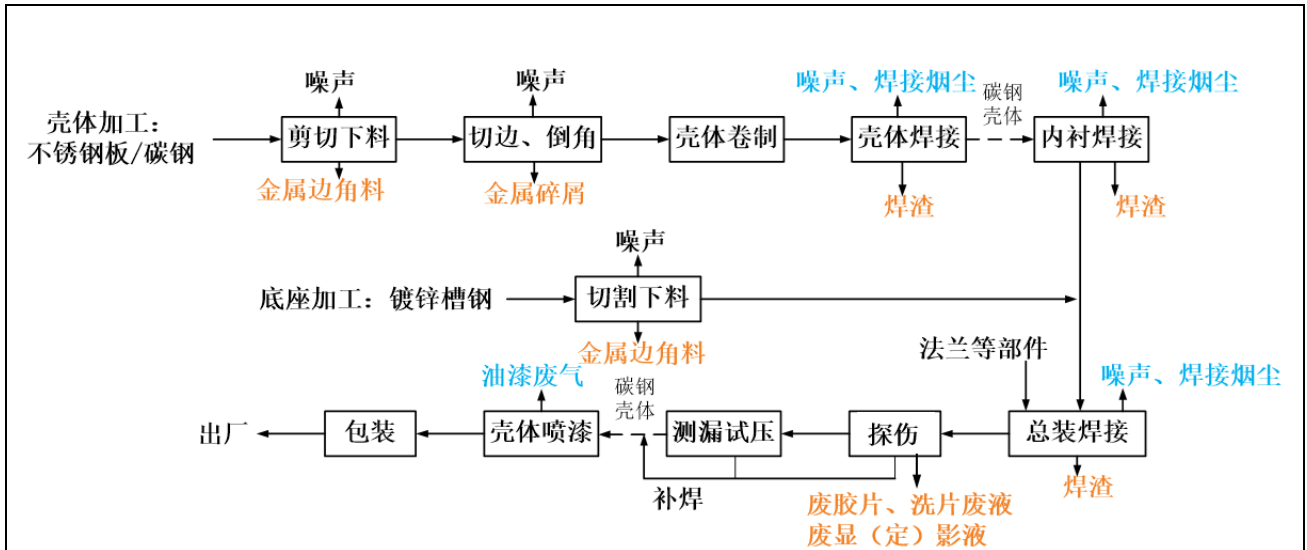 噪声
噪声
噪声、焊接烟尘
碳钢
壳体
噪声、焊接烟尘
壳体加工：
不锈钢板/碳钢
剪切下料
切边、倒角
壳体卷制
壳体焊接
内衬焊接
金属边角料
金属碎屑
焊渣
焊渣
噪声
底座加工：镀锌槽钢
切割下料
金属边角料
法兰等部件
油漆废气
碳钢
壳体
噪声、焊接烟尘
出厂
包装
壳体喷漆
测漏试压
探伤
总装焊接
补焊
焊渣
废胶片、洗片废液
废显（定）影液